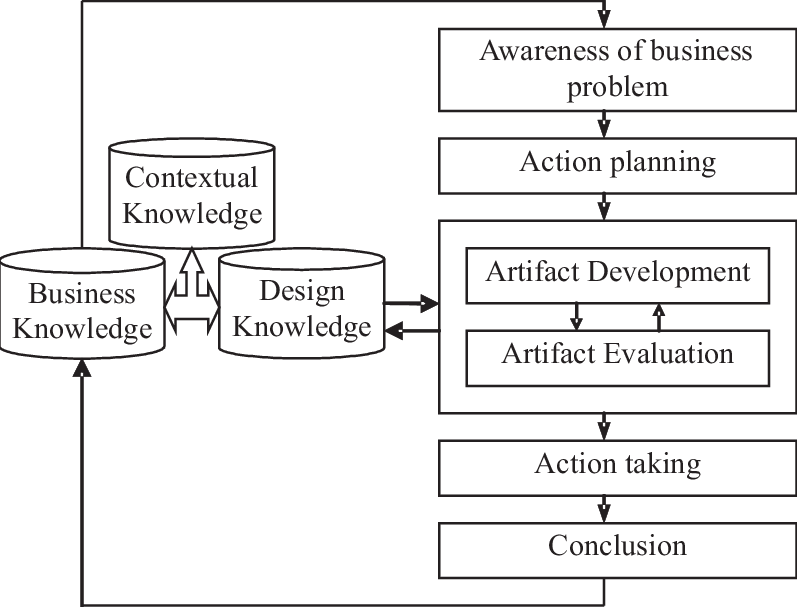 Awareness of business
problem
Action planning
Contextual
Knowledge
Business
Knowledge
Design
Knowledge
Artifact Development
Artifact Evaluation
Action taking
Conclusion